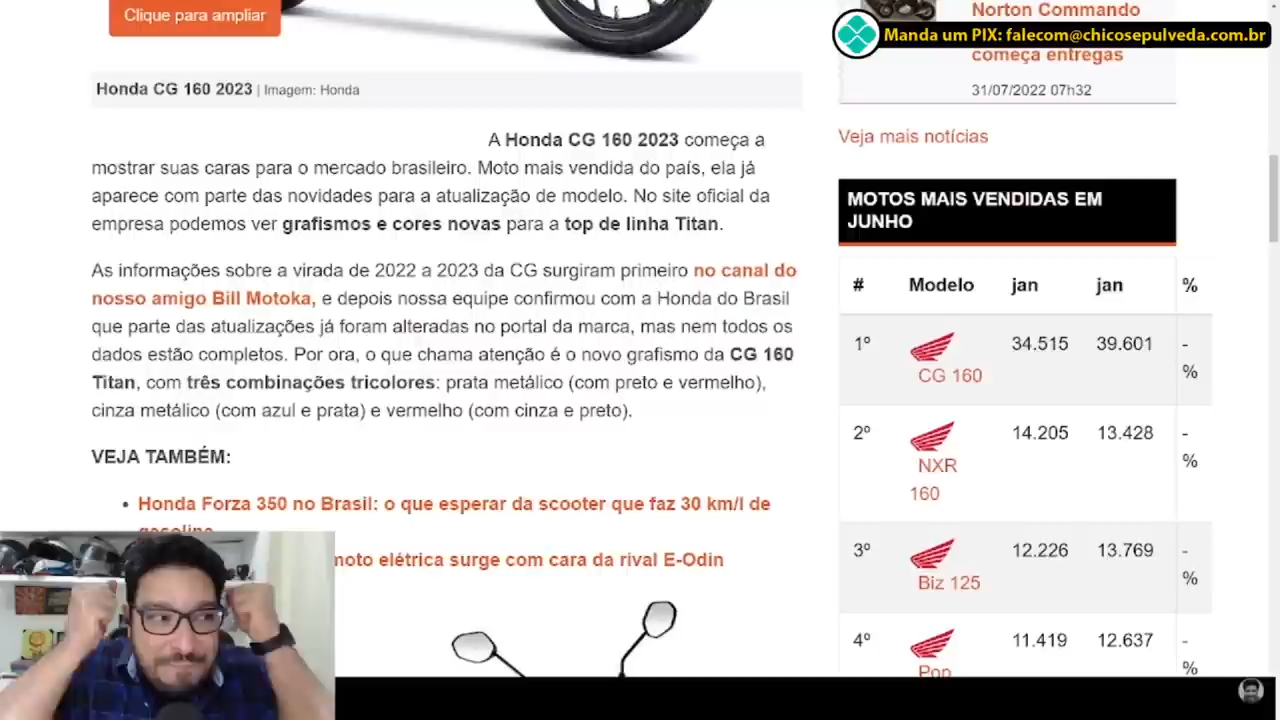 Clique para ampliar
Honda CG 160 2023 | Imagem: Honda
A Honda CG 160 2023 começa a
mostrar suas caras para o mercado brasileiro. Moto mais vendida do país, ela já
aparece com parte das novidades para a atualização de modelo. No site oficial da
empresa podemos ver grafismos e cores novas para a top de linha Titan.
As informações sobre a virada de 2022 a 2023 da CG surgiram primeiro no canal do
nosso amigo Bill Motoka, e depois nossa equipe confirmou com a Honda do Brasil
que parte das atualizações já foram alteradas no portal da marca, mas nem todos os
dados estão completos. Por ora, o que chama atenção é o novo grafismo da CG 160
Titan, com três combinações tricolores: prata metálico (com preto e vermelho),
cinza metálico (com azul e prata) e vermelho (com cinza e preto).
VEJA TAMBÉM:
• Honda Forza 350 no Brasil: o que esperar da scooter que faz 30 km/l de
gasolina
moto elétrica surge com cara da rival E-Odin
Norton Commando
Manda um PIX: falecom@chicosepulveda.com.br
começa entregas
31/07/2022 07h32
Veja mais notícias
MOTOS MAIS VENDIDAS EM
JUNHO
# Modelo jan jan %
1º 34.515 39.601 -
CG 160 %
2º 14.205 13.428 -
NXR %
160
3º 12.226 13.769 -
Biz 125 %
4º 11.419 12.637 -
Pop %